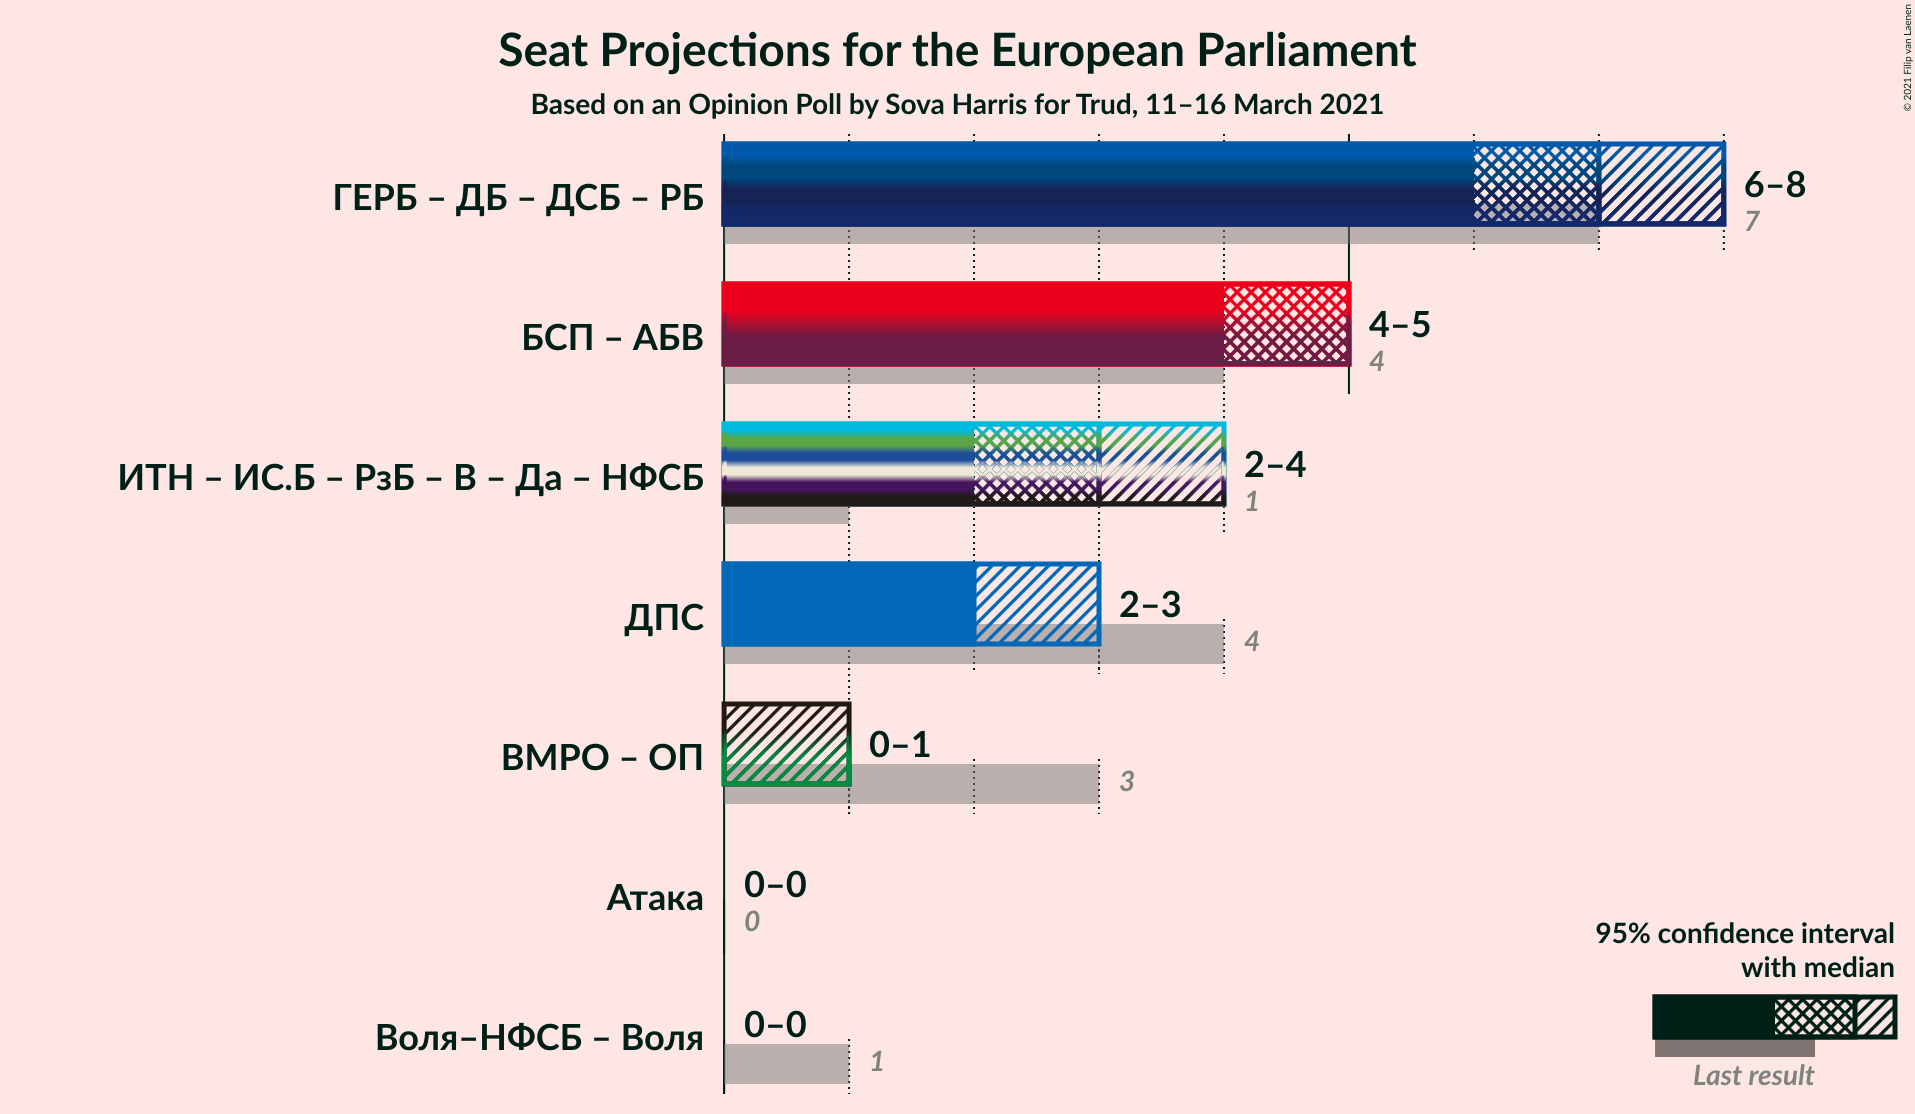 Seat Projections for the European Parliament
Based on an Opinion Poll by Sova Harris for Trud, 11–16 March 2021
© 2021 Filip van Laenen
ГЕРБ – ДБ – ДСБ – РБ
6–8
7
БСП – АБВ
4–5
4
ИТН – ИС.Б – РзБ – В – Да – НФСБ
2–4
1
ДПС
2–3
4
ВМРО – ОП
0–1
3
Атака
0–0
0
Воля–НФСБ – Воля
0–0
1
95% confidence interval
with median
Last result